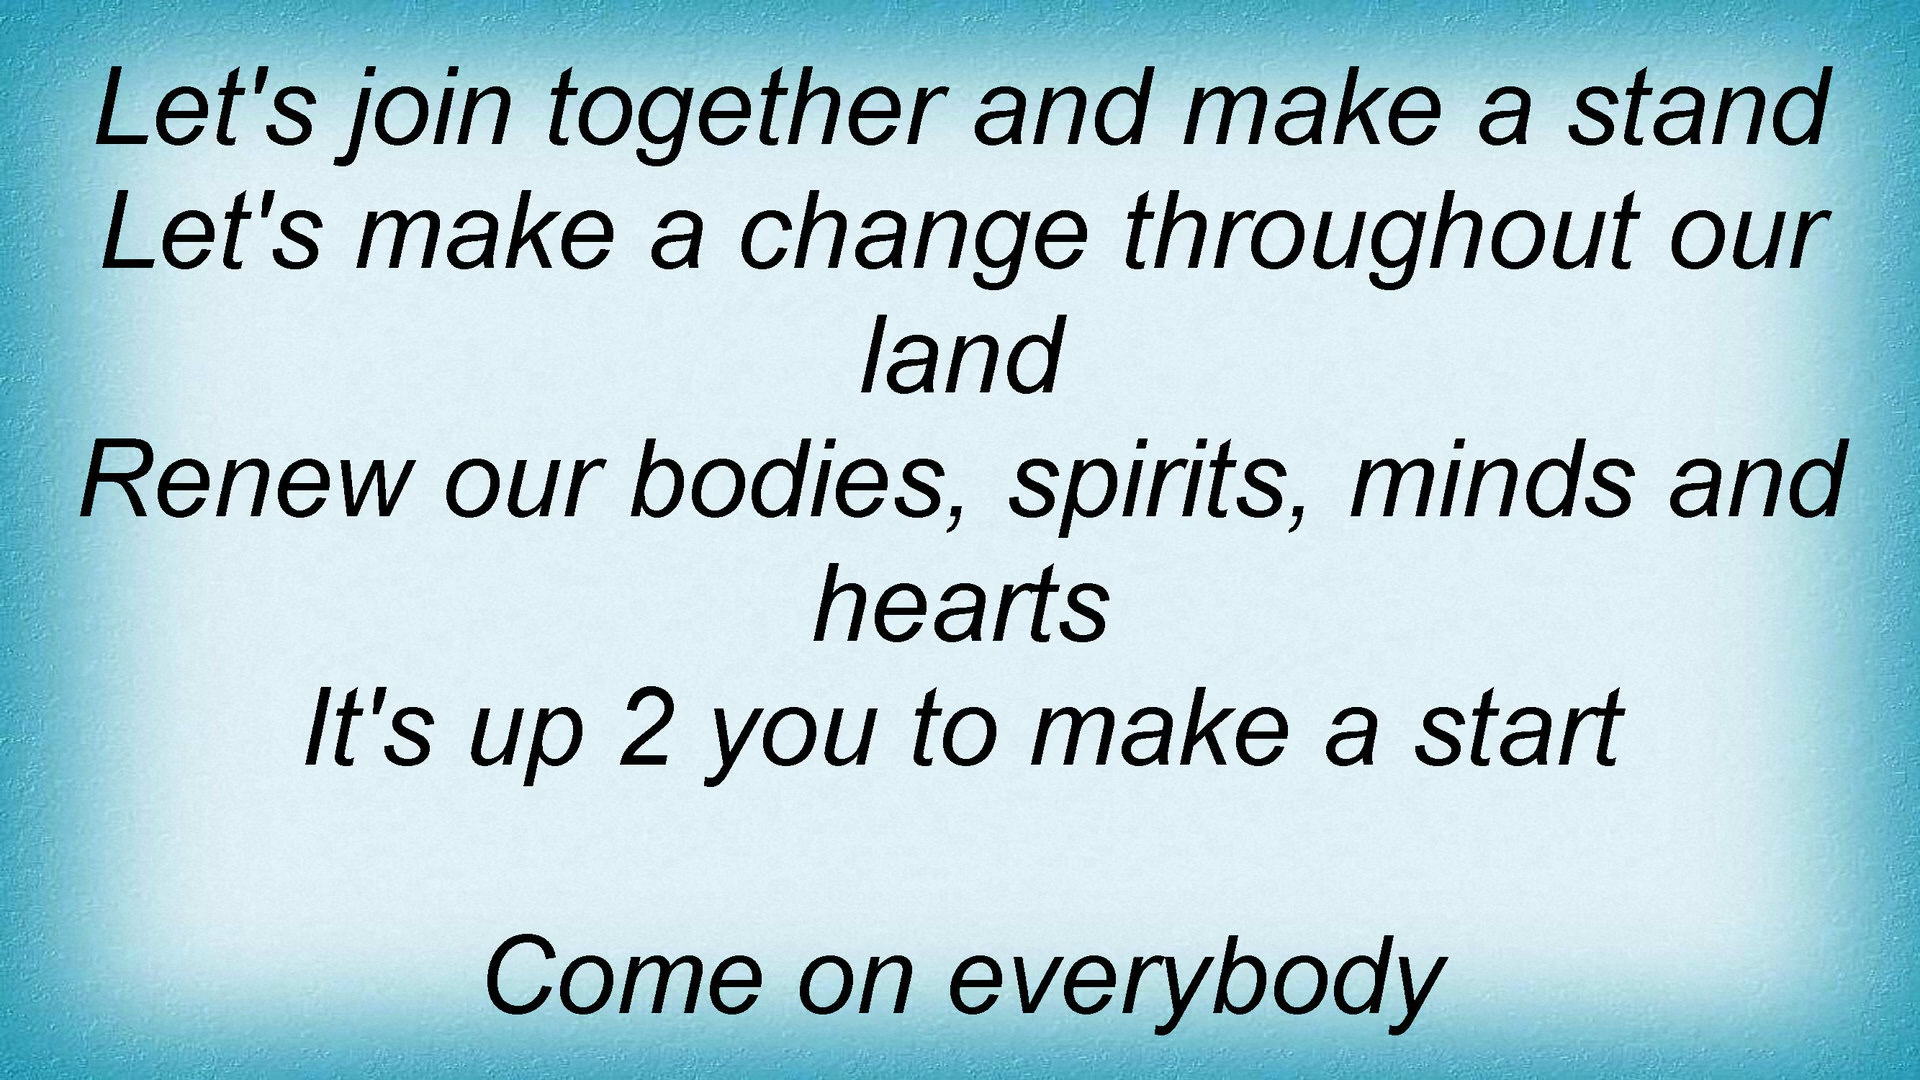 Let's join together and make a stand
Let's make a change throughout our
land
Renew our bodies, spirits, minds and
hearts
It's up 2 you to make a start
Come on everybody